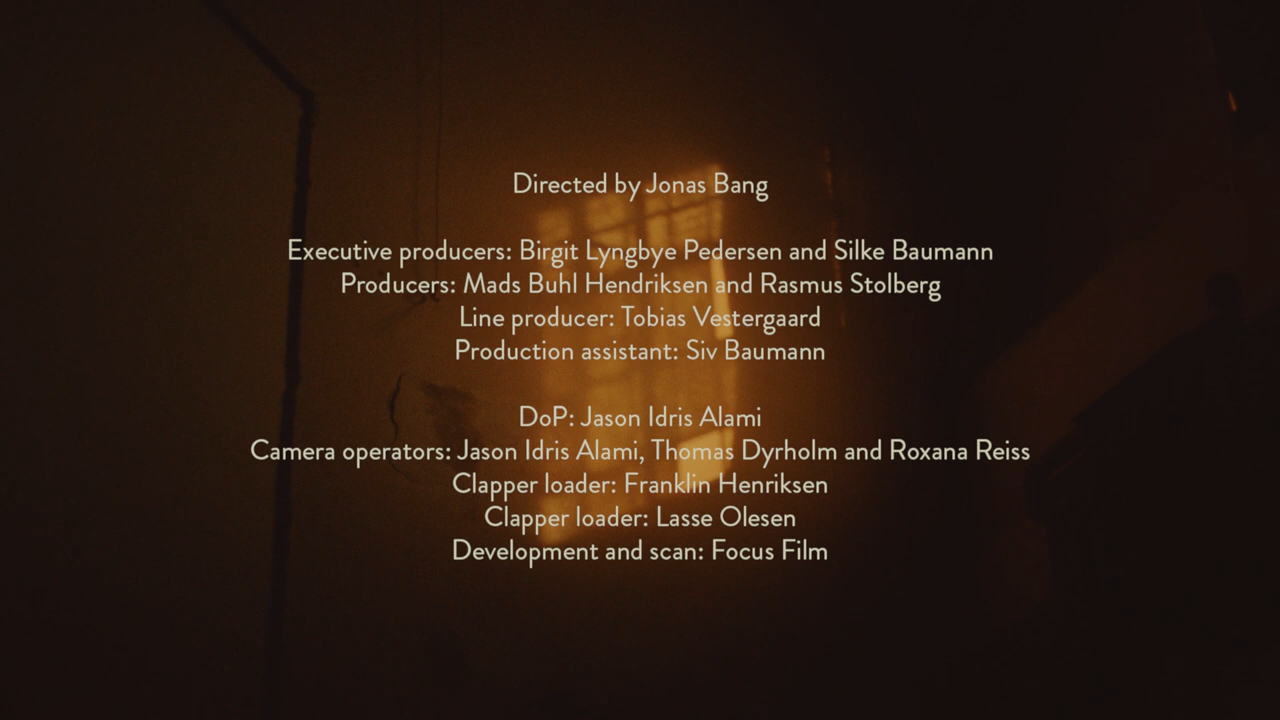 Directed by Jonas Bang
Executive producers: Birgit Lyngbye Pedersen and Silke Baumann
Producers: Mads Buhl Hendriksen and Rasmus Stolberg
Line producer: Tobias Vestergaard
Production assistant: Siv Baumann
DoP: Jason Idris Alami
Camera operators: Jason Idris Alami, Thomas Dyrholm and Roxana Reiss
Clapper loader: Franklin Henriksen
Clapper loader: Lasse Olesen
Development and scan: Focus Film